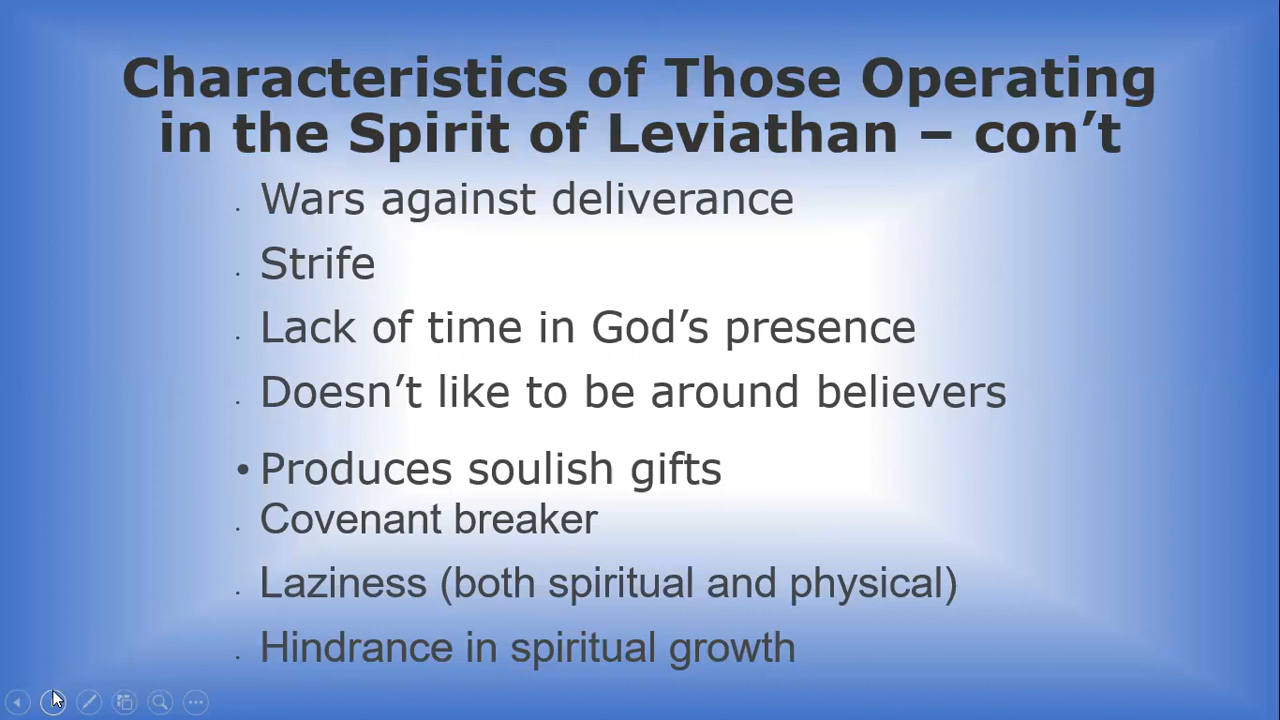 Characteristics of Those Operating
in the Spirit of Leviathan – con’t
. Wars against deliverance
. Strife
. Lack of time in God’s presence
. Doesn’t like to be around believers
• Produces soulish gifts
. Covenant breaker
. Laziness (both spiritual and physical)
. Hindrance in spiritual growth